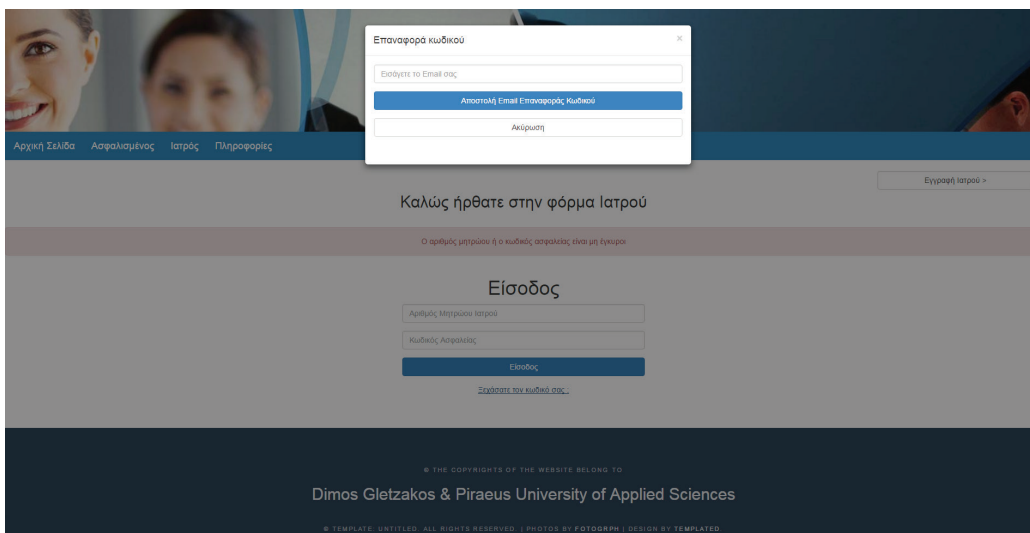 Επαναφορά κωδικού ×
Εισάγετε το Email σας
Αποστολή Email Επαναφοράς Κωδικού
Ακύρωση
Αρχική Σελίδα Ασφαλισμένος Ιατρός Πληροφορίες
Εγγραφή Ιατρού >
Καλώς ήρθατε στην φόρμα Ιατρού
Ο αριθμός μητρώου ή ο κωδικός ασφαλείας είναι μη έγκυροι
Είσοδος
Αριθμός Μητρώου Ιατρού
Κωδικός Ασφαλείας
Είσοδος
Ξεχάσατε τον κωδικό σας..
© THE COPYRIGHTS OF THE WEBSITE BELONG TO
Dimos Gletzakos & Piraeus University of Applied Sciences
© TEMPLATE. UNTITLED. ALL RIGHTS RESERVED. | PHOTOS BY FOTOGRPH | DESIGN BY TEMPLATED.